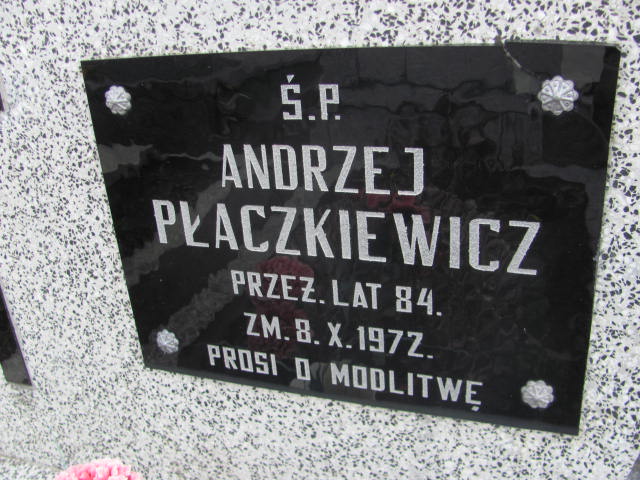 Ś.P.
ANDRZEJ
PŁACZKIEWICZ
PRZEŻ. LAT 84.
ZM. 8. X. 1972.
PROSI O MODLITWĘ